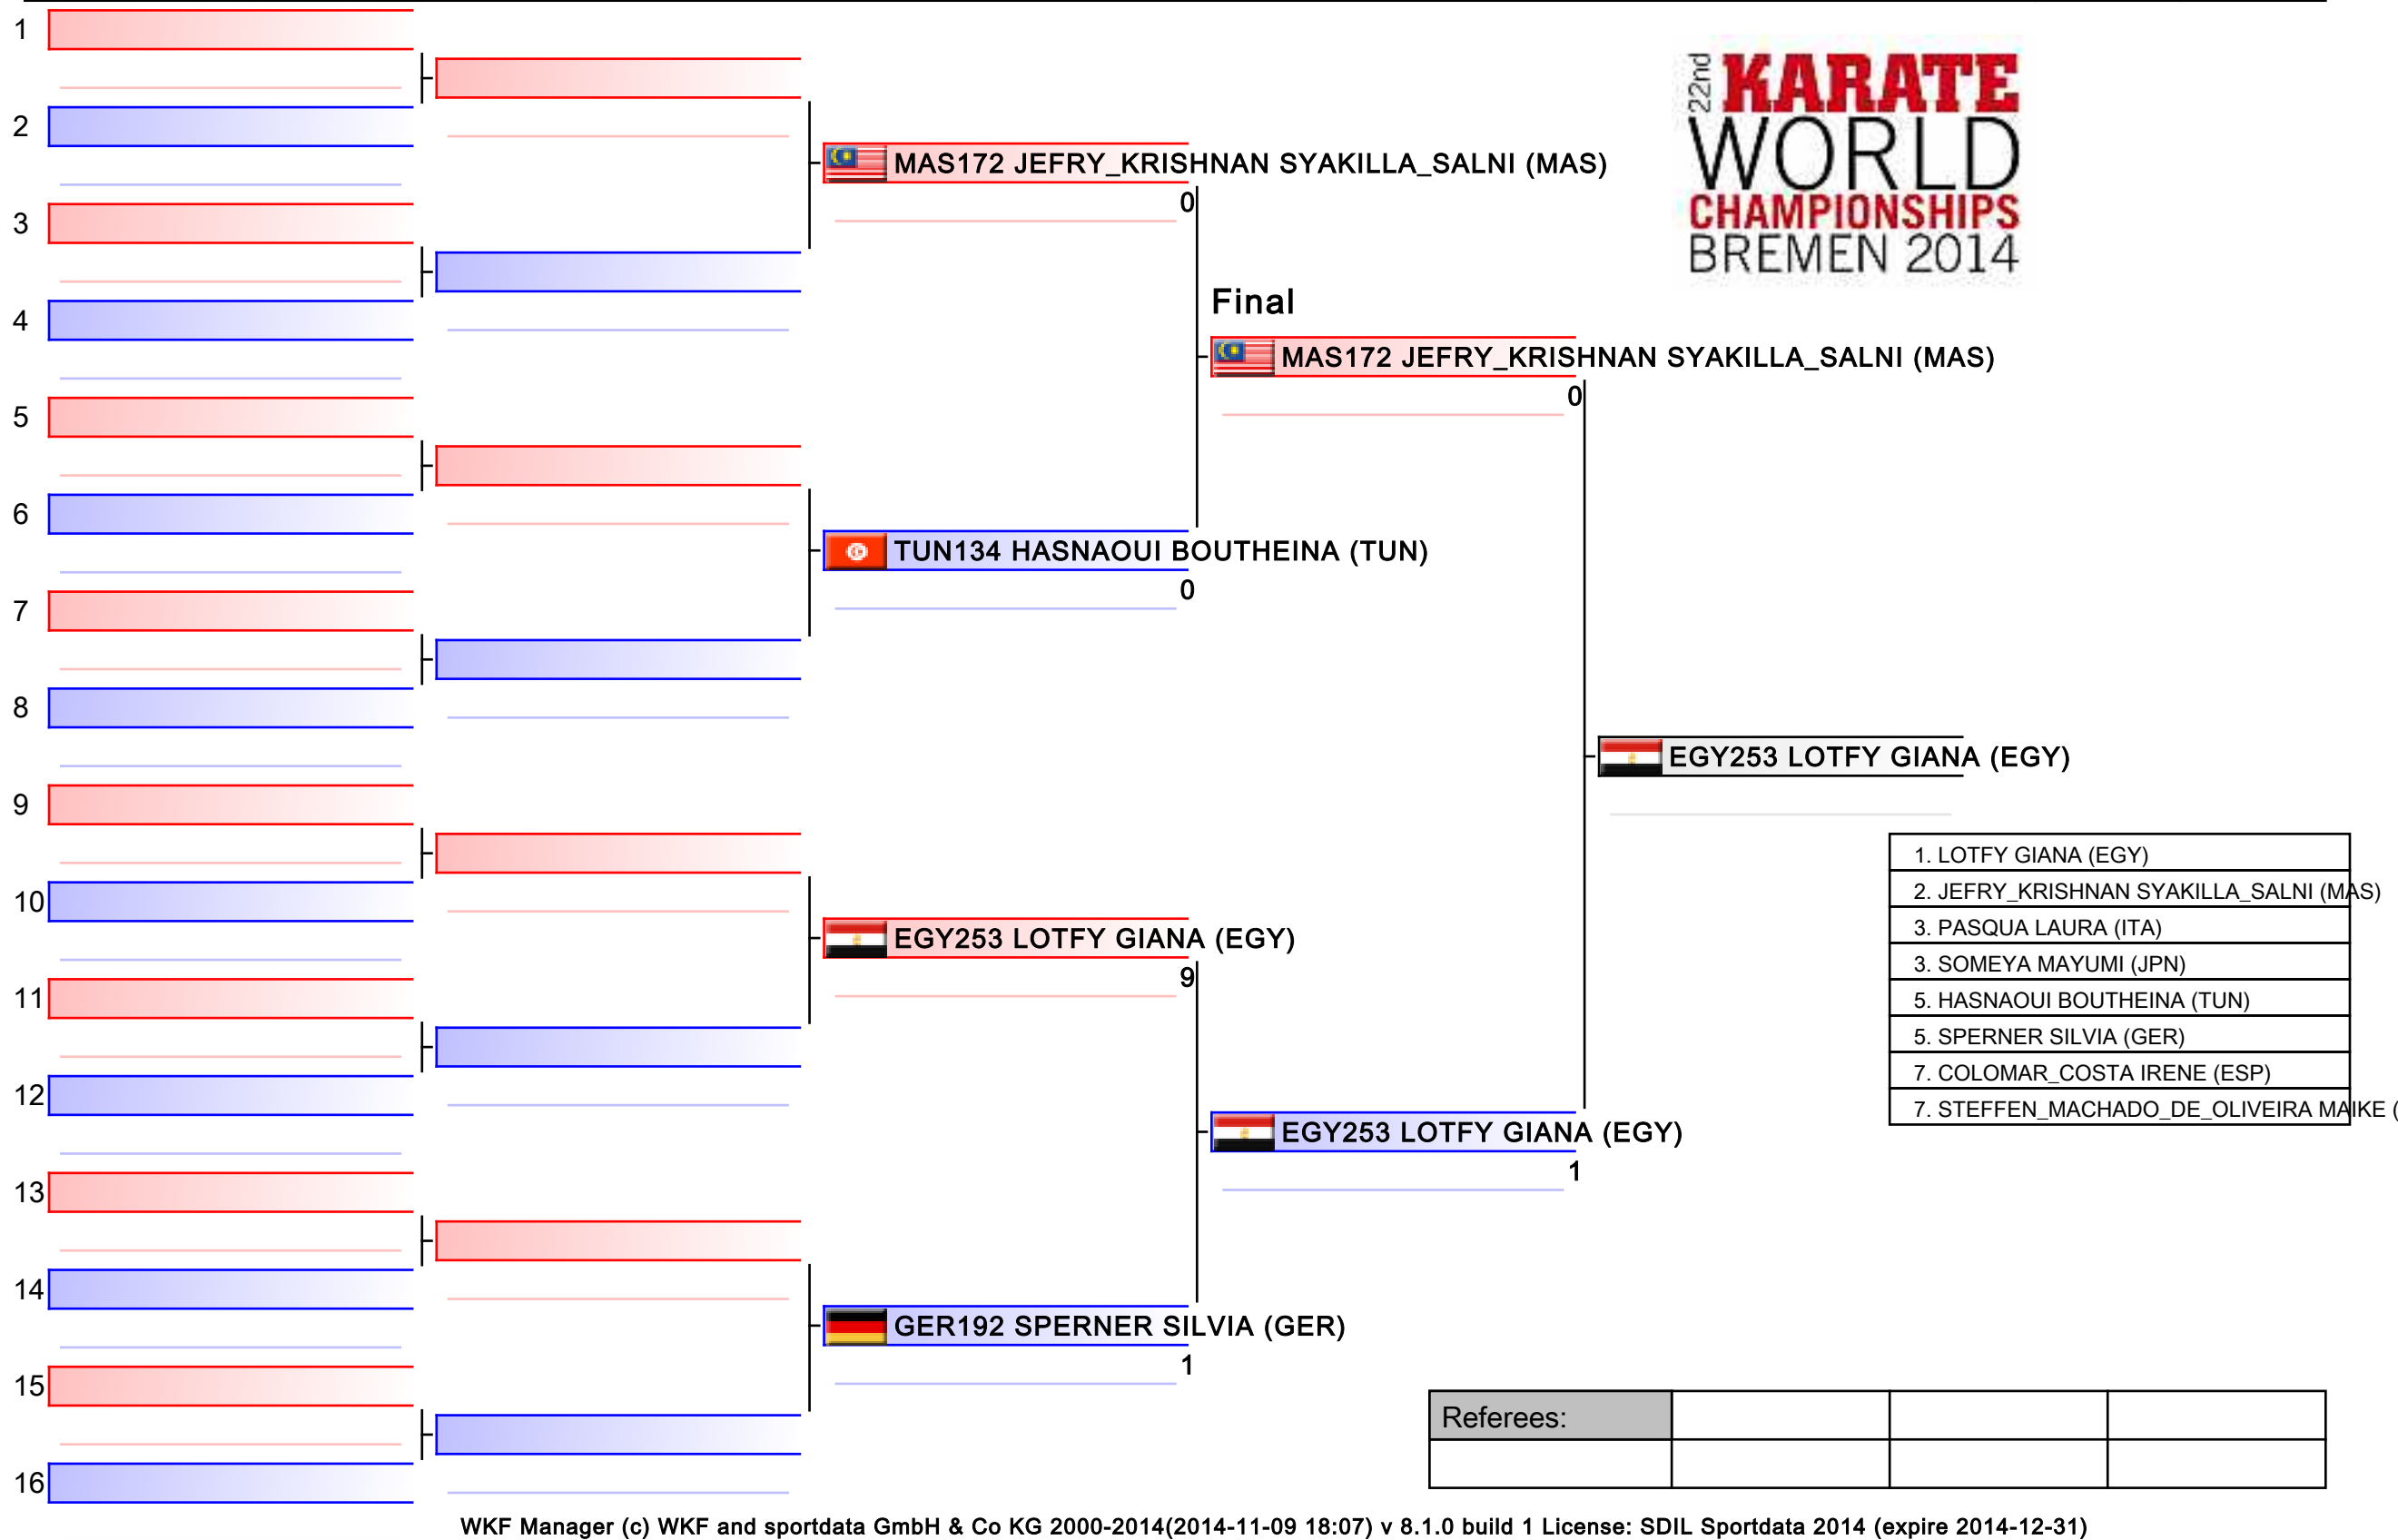 1
2
3
4
5
6
7
8
9
10
11
12
13
14
15
16
MAS172 JEFRY_KRISHNAN SYAKILLA_SALNI (MAS)
0
TUN134 HASNAOUI BOUTHEINA (TUN)
0
EGY253 LOTFY GIANA (EGY)
9
GER192 SPERNER SILVIA (GER)
1
Final
MAS172 JEFRY_KRISHNAN SYAKILLA_SALNI (MAS)
0
EGY253 LOTFY GIANA (EGY)
1
EGY253 LOTFY GIANA (EGY)
22nd KARATE
WORLD
CHAMPIONSHIPS
BREMEN 2014
1. LOTFY GIANA (EGY)
2. JEFRY_KRISHNAN SYAKILLA_SALNI (MAS)
3. PASQUA LAURA (ITA)
3. SOMEYA MAYUMI (JPN)
5. HASNAOUI BOUTHEINA (TUN)
5. SPERNER SILVIA (GER)
7. COLOMAR_COSTA IRENE (ESP)
7. STEFFEN_MACHADO_DE_OLIVEIRA MAIKE (
Referees:
WKF Manager (c) WKF and sportdata GmbH & Co KG 2000-2014(2014-11-09 18:07) v 8.1.0 build 1 License: SDIL Sportdata 2014 (expire 2014-12-31)